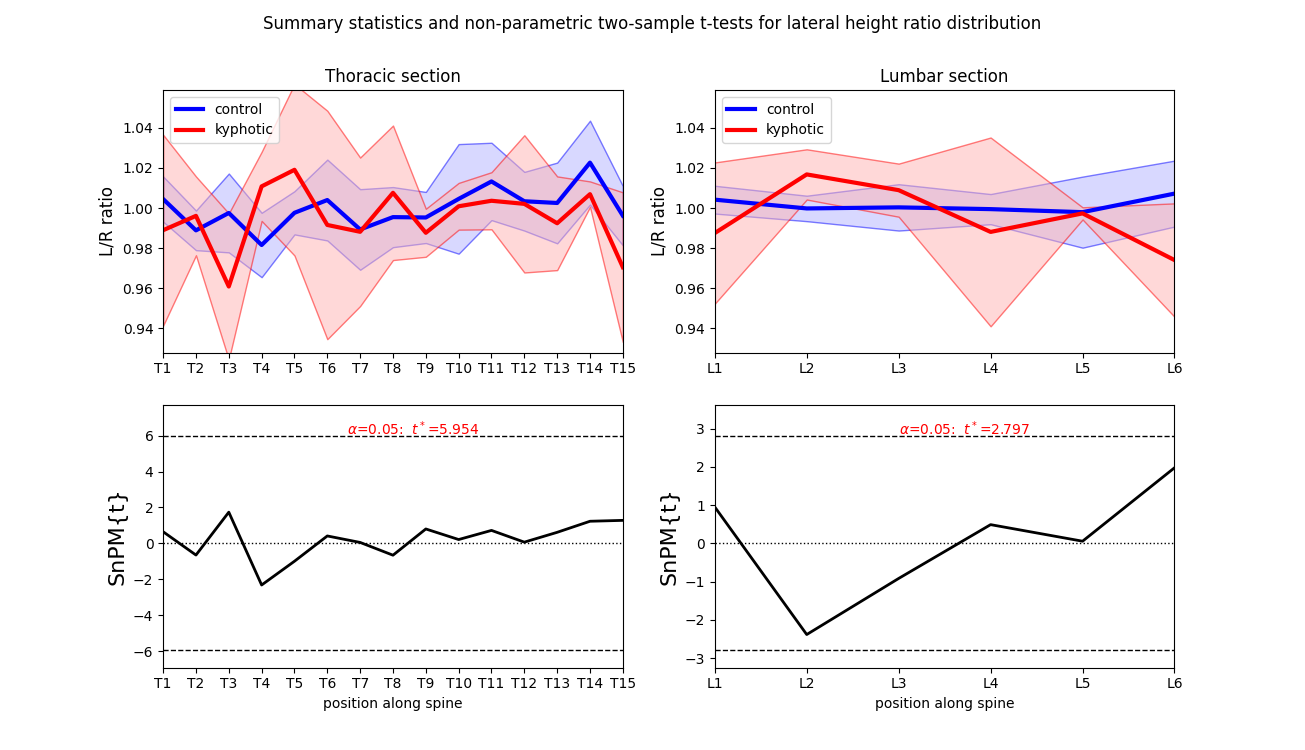 Summary statistics and non-parametric two-sample t-tests for lateral height ratio distribution
Thoracic section
control
kyphotic
L/R ratio
1.04
1.02
1.00
0.98
0.96
0.94
T1 T2 T3 T4 T5 T6 T7 T8 T9 T10 T11 T12 T13 T14 T15
Lumbar section
control
kyphotic
L/R ratio
1.04
1.02
1.00
0.98
0.96
0.94
L1 L2 L3 L4 L5 L6
α=0.05: t*=5.954
SnPM{t}
6
4
2
0
−2
−4
−6
T1 T2 T3 T4 T5 T6 T7 T8 T9 T10 T11 T12 T13 T14 T15
position along spine
α=0.05: t*=2.797
SnPM{t}
3
2
1
0
−1
−2
−3
L1 L2 L3 L4 L5 L6
position along spine